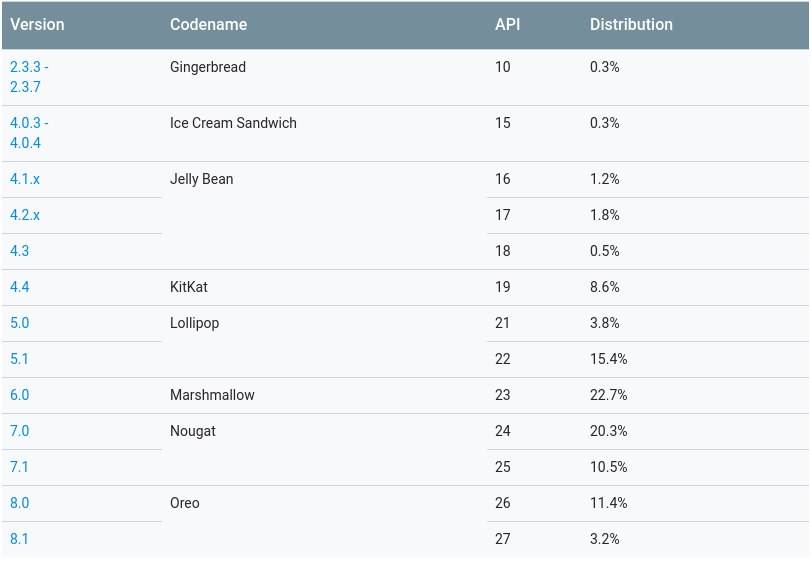 Version Codename API Distribution
2.3.3 - Gingerbread 10 0.3%
2.3.7
4.0.3 - Ice Cream Sandwich 15 0.3%
4.0.4
4.1.x Jelly Bean 16 1.2%
4.2.x 17 1.8%
4.3 18 0.5%
4.4 KitKat 19 8.6%
5.0 Lollipop 21 3.8%
5.1 22 15.4%
6.0 Marshmallow 23 22.7%
7.0 Nougat 24 20.3%
7.1 25 10.5%
8.0 Oreo 26 11.4%
8.1 27 3.2%